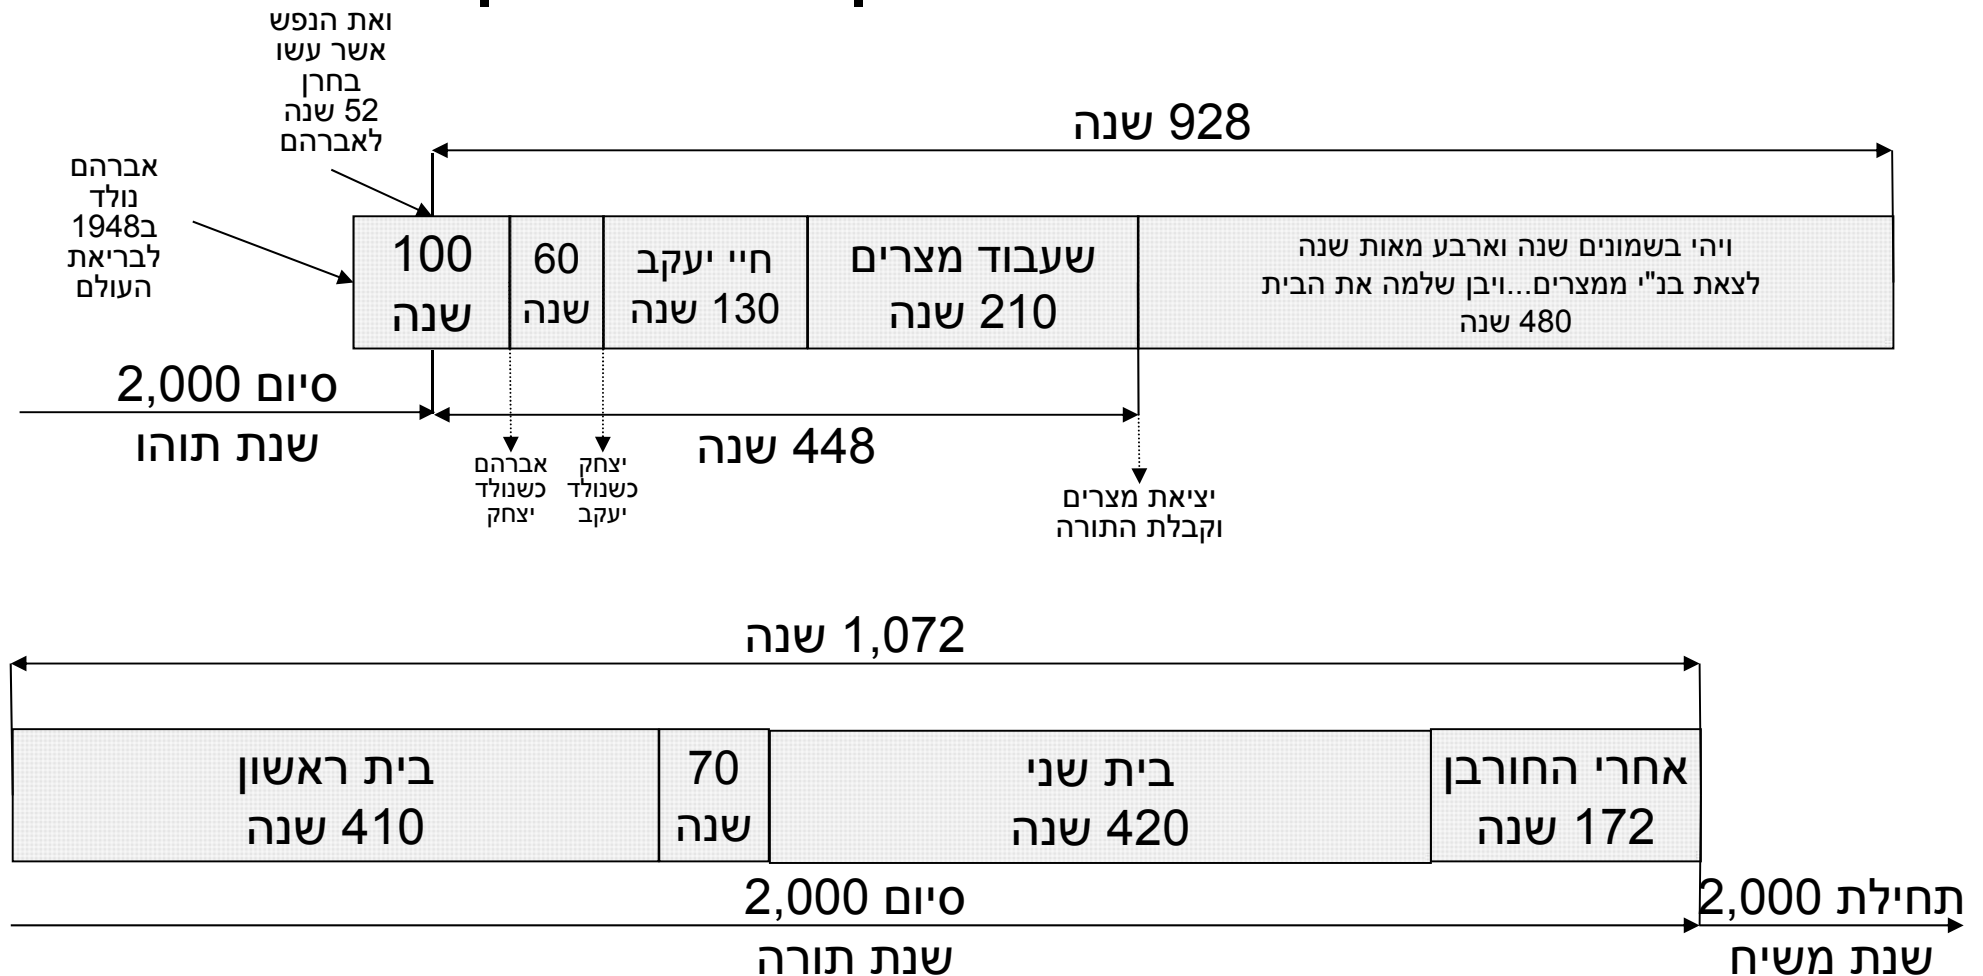 ואת הנפש
אשר עשו
בחרן
52 שנה
לאברהם
928 שנה
אברהם
נולד
ב1948
לבריאת
העולם
100
שנה
60
שנה
חיי יעקב
130 שנה
שעבוד מצרים
210 שנה
ויהי בשמונים שנה וארבע מאות שנה
לצאת בנ"י ממצרים...ויבן שלמה את הבית
480 שנה
סיום 2,000
שנת תוהו
448 שנה
אברהם
כשנולד
יצחק
יצחק
כשנולד
יעקב
יציאת מצרים
וקבלת התורה
1,072 שנה
בית ראשון
410 שנה
70
שנה
בית שני
420 שנה
אחרי החורבן
172 שנה
סיום 2,000
שנת תורה
תחילת 2,000
שנת משיח